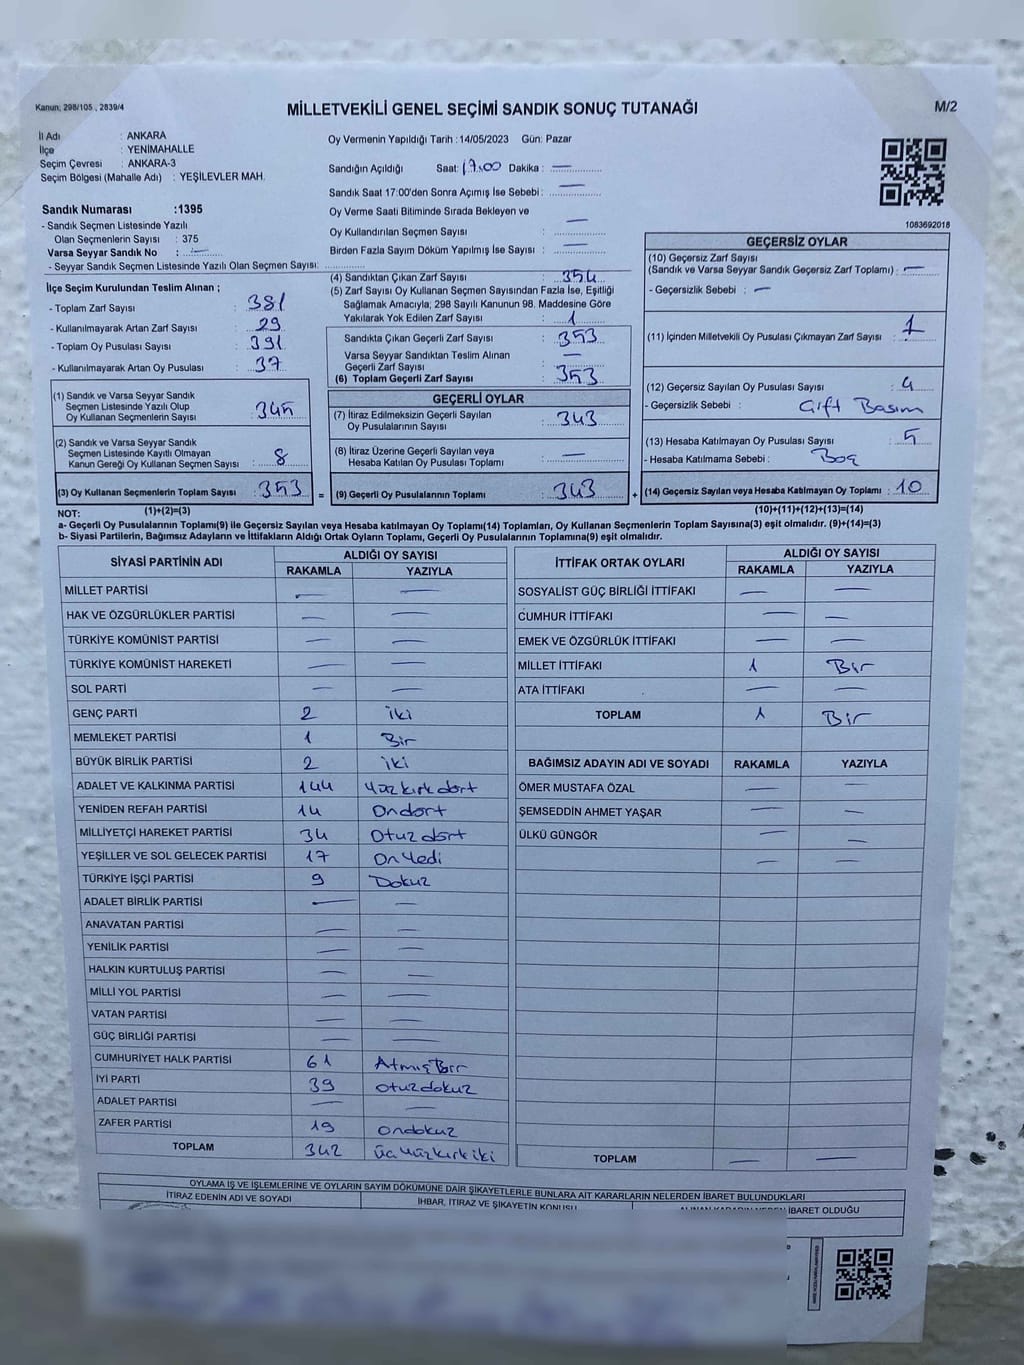 Kanun; 298/105 , 2839/4
MİLLETVEKİLİ GENEL SEÇİMİ SANDIK SONUÇ TUTANAĞI
M/2
İl Adı : ANKARA
İlçe : YENİMAHALLE
Seçim Çevresi : ANKARA-3
Seçim Bölgesi (Mahalle Adı) : YEŞİLEVLER MAH.
Sandık Numarası :1395
- Sandık Seçmen Listesinde Yazılı
Olan Seçmenlerin Sayısı : 375
Varsa Seyyar Sandık No : —
- Seyyar Sandık Seçmen Listesinde Yazılı Olan Seçmen Sayısı:
İlçe Seçim Kurulundan Teslim Alınan ;
- Toplam Zarf Sayısı : 381
- Kullanılmayarak Artan Zarf Sayısı : 29
- Toplam Oy Pusulası Sayısı : 391
- Kullanılmayarak Artan Oy Pusulası : 37
(1) Sandık ve Varsa Seyyar Sandık
Seçmen Listesinde Yazılı Olup
Oy Kullanan Seçmenlerin Sayısı : 345
(2) Sandık ve Varsa Seyyar Sandık
Seçmen Listesinde Kayıtlı Olmayan
Kanun Gereği Oy Kullanan Seçmen Sayısı : 8
(3) Oy Kullanan Seçmenlerin Toplam Sayısı : 353
(1)+(2)=(3)
Oy Vermenin Yapıldığı Tarih :14/05/2023 Gün: Pazar
Sandığın Açıldığı Saat: 17.00 Dakika : —
Sandık Saat 17:00'den Sonra Açımış İse Sebebi : —
Oy Verme Saati Bitiminde Sırada Bekleyen ve
Oy Kullandırılan Seçmen Sayısı : —
Birden Fazla Sayım Döküm Yapılmış İse Sayısı : —
(4) Sandıktan Çıkan Zarf Sayısı : 354
(5) Zarf Sayısı Oy Kullanan Seçmen Sayısından Fazla İse, Eşitliği
Sağlamak Amacıyla; 298 Sayılı Kanunun 98. Maddesine Göre
Yakılarak Yok Edilen Zarf Sayısı : 1
Sandıkta Çıkan Geçerli Zarf Sayısı : 353
Varsa Seyyar Sandıktan Teslim Alınan
Geçerli Zarf Sayısı : —
(6) Toplam Geçerli Zarf Sayısı : 353
GEÇERLİ OYLAR
(7) İtiraz Edilmeksizin Geçerli Sayılan
Oy Pusulalarının Sayısı : 343
(8) İtiraz Üzerine Geçerli Sayılan veya
Hesaba Katılan Oy Pusulası Toplamı : —
= (9) Geçerli Oy Pusulalarının Toplamı : 343
1083692018
GEÇERSİZ OYLAR
(10) Geçersiz Zarf Sayısı
(Sandık ve Varsa Seyyar Sandık Geçersiz Zarf Toplamı) : —
- Geçersizlik Sebebi : —
(11) İçinden Milletvekili Oy Pusulası Çıkmayan Zarf Sayısı : 1
(12) Geçersiz Sayılan Oy Pusulası Sayısı : 4
- Geçersizlik Sebebi : Çift Basım
(13) Hesaba Katılmayan Oy Pusulası Sayısı : 5
- Hesaba Katılmama Sebebi : Boş
+ (14) Geçersiz Sayılan veya Hesaba Katılmayan Oy Toplamı : 10
(10)+(11)+(12)+(13)=(14)
NOT:
a- Geçerli Oy Pusulalarının Toplamı(9) ile Geçersiz Sayılan veya Hesaba katılmayan Oy Toplamı(14) Toplamları, Oy Kullanan Seçmenlerin Toplam Sayısına(3) eşit olmalıdır. (9)+(14)=(3)
b- Siyasi Partilerin, Bağımsız Adayların ve İttifakların Aldığı Ortak Oyların Toplamı, Geçerli Oy Pusulalarının Toplamına(9) eşit olmalıdır.
SİYASİ PARTİNİN ADI ALDIĞI OY SAYISI
RAKAMLA YAZIYLA
MİLLET PARTİSİ — —
HAK VE ÖZGÜRLÜKLER PARTİSİ — —
TÜRKİYE KOMÜNİST PARTİSİ — —
TÜRKİYE KOMÜNİST HAREKETİ — —
SOL PARTİ — —
GENÇ PARTİ 2 iki
MEMLEKET PARTİSİ 1 Bir
BÜYÜK BİRLİK PARTİSİ 2 iki
ADALET VE KALKINMA PARTİSİ 144 Yüzkırkdört
YENİDEN REFAH PARTİSİ 14 Ondört
MİLLİYETÇİ HAREKET PARTİSİ 34 Otuzdört
YEŞİLLER VE SOL GELECEK PARTİSİ 17 OnYedi
TÜRKİYE İŞÇİ PARTİSİ 9 Dokuz
ADALET BİRLİK PARTİSİ — —
ANAVATAN PARTİSİ — —
YENİLİK PARTİSİ — —
HALKIN KURTULUŞ PARTİSİ — —
MİLLİ YOL PARTİSİ — —
VATAN PARTİSİ — —
GÜÇ BİRLİĞİ PARTİSİ — —
CUMHURİYET HALK PARTİSİ 61 AtmışBir
İYİ PARTİ 39 otuzdokuz
ADALET PARTİSİ — —
ZAFER PARTİSİ 19 ondokuz
TOPLAM 342 üçYüzkırkiki
İTTİFAK ORTAK OYLARI ALDIĞI OY SAYISI
RAKAMLA YAZIYLA
SOSYALİST GÜÇ BİRLİĞİ İTTİFAKI — —
CUMHUR İTTİFAKI — —
EMEK VE ÖZGÜRLÜK İTTİFAKI — —
MİLLET İTTİFAKI 1 Bir
ATA İTTİFAKI — —
TOPLAM 1 Bir
BAĞIMSIZ ADAYIN ADI VE SOYADI RAKAMLA YAZIYLA
ÖMER MUSTAFA ÖZAL — —
ŞEMSEDDİN AHMET YAŞAR — —
ÜLKÜ GÜNGÖR — —
— —
TOPLAM — —
OYLAMA İŞ VE İŞLEMLERİNE VE OYLARIN SAYIM DÖKÜMÜNE DAİR ŞİKAYETLERLE BUNLARA AİT KARARLARIN NELERDEN İBARET BULUNDUKLARI
İTİRAZ EDENİN ADI VE SOYADI İHBAR, İTİRAZ VE ŞİKAYETİN KONUSU ALINAN KARARIN NEDEN İBARET OLDUĞU